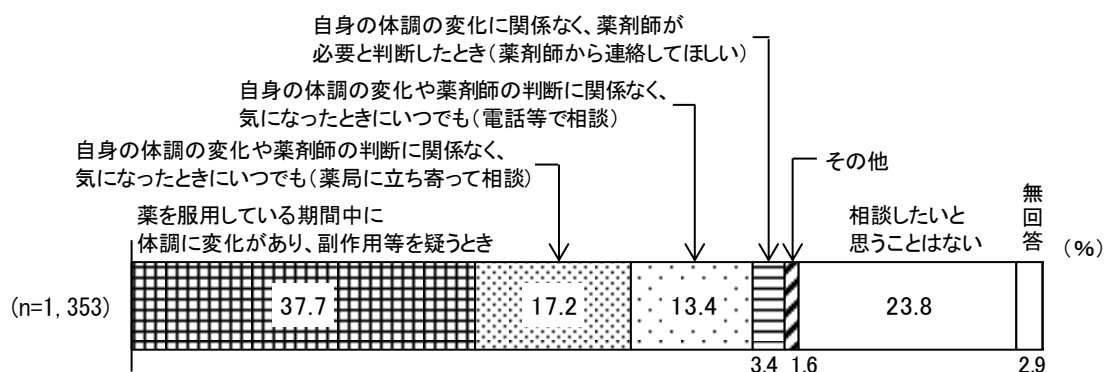 自身の体調の変化に関係なく、薬剤師が
必要と判断したとき（薬剤師から連絡してほしい）
自身の体調の変化や薬剤師の判断に関係なく、
気になったときにいつでも（電話等で相談）
自身の体調の変化や薬剤師の判断に関係なく、
気になったときにいつでも（薬局に立ち寄って相談）
その他
薬を服用している期間中に
体調に変化があり、副作用等を疑うとき
相談したいと
思うことはない
無回答
（％）
(n=1,353)
37.7
17.2
13.4
23.8
3.4
1.6
2.9